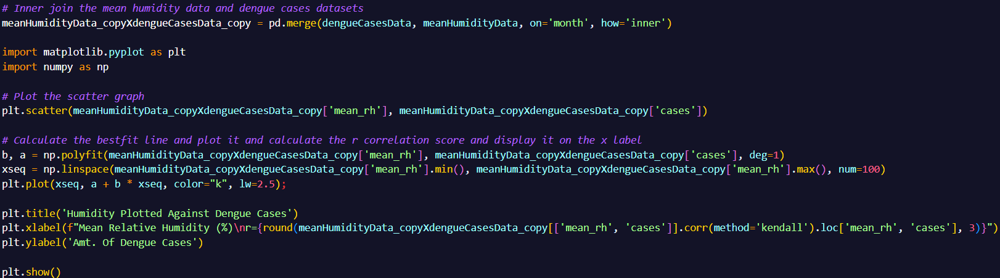 # Inner join the mean humidity data and dengue cases datasets
meanHumidityData_copyXdengueCasesData_copy = pd.merge(dengueCasesData, meanHumidityData, on='month', how='inner')
import matplotlib.pyplot as plt
import numpy as np
# Plot the scatter graph
plt.scatter(meanHumidityData_copyXdengueCasesData_copy['mean_rh'], meanHumidityData_copyXdengueCasesData_copy['cases'])
# Calculate the bestfit line and plot it and calculate the r correlation score and display it on the x label
b, a = np.polyfit(meanHumidityData_copyXdengueCasesData_copy['mean_rh'], meanHumidityData_copyXdengueCasesData_copy['cases'], deg=1)
xseq = np.linspace(meanHumidityData_copyXdengueCasesData_copy['mean_rh'].min(), meanHumidityData_copyXdengueCasesData_copy['mean_rh'].max(), num=100)
plt.plot(xseq, a + b * xseq, color="k", lw=2.5);
plt.title('Humidity Plotted Against Dengue Cases')
plt.xlabel(f"Mean Relative Humidity (%)\nr={round(meanHumidityData_copyXdengueCasesData_copy[['mean_rh', 'cases']].corr(method='kendall').loc['mean_rh', 'cases'], 3)}")
plt.ylabel('Amt. Of Dengue Cases')
plt.show()